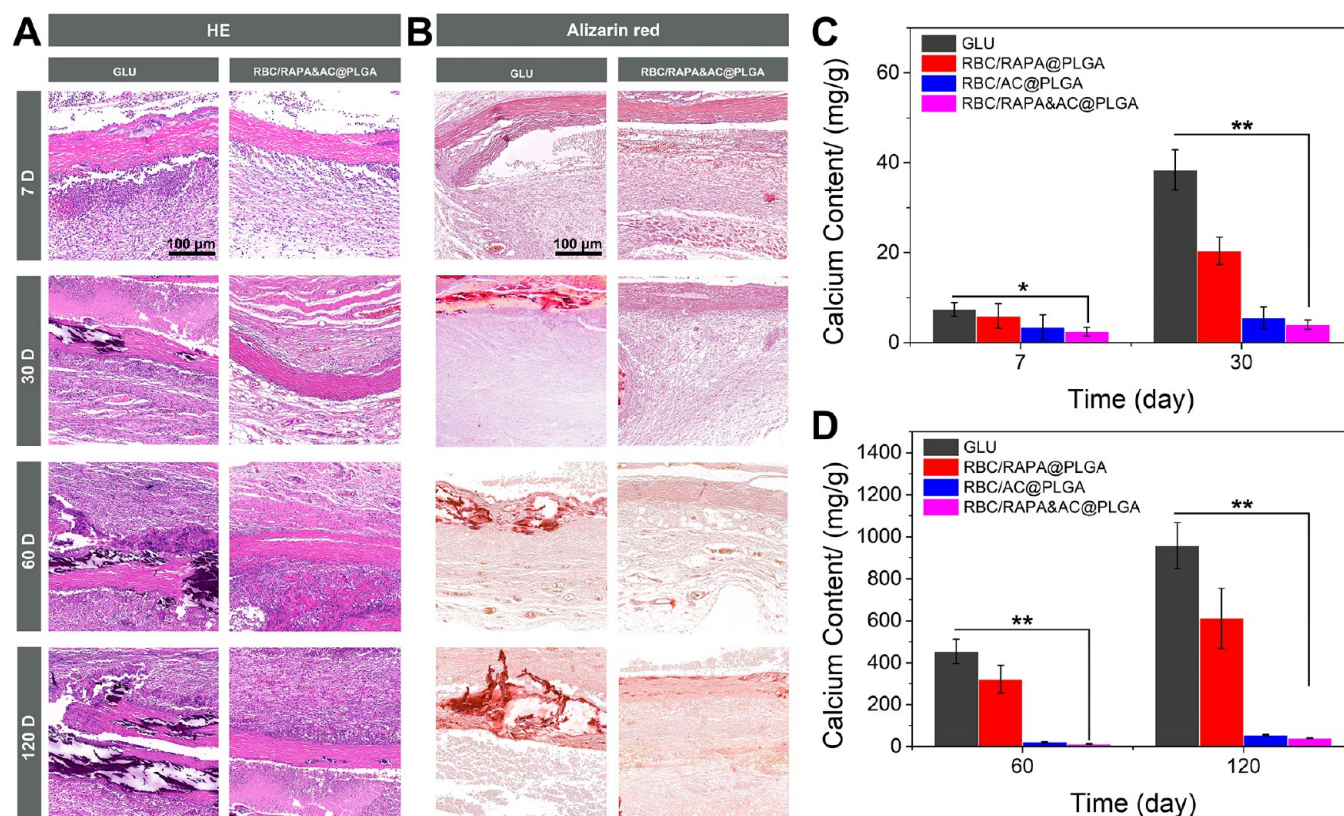 A
HE
GLU
RBC/RAPA&AC@PLGA
7 D
100 µm
30 D
60 D
120 D
B
Alizarin red
GLU
RBC/RAPA&AC@PLGA
100 µm
C
GLU
RBC/RAPA@PLGA
RBC/AC@PLGA
RBC/RAPA&AC@PLGA
Calcium Content/ (mg/g)
60
40
20
0
*
**
7
30
Time (day)
D
GLU
RBC/RAPA@PLGA
RBC/AC@PLGA
RBC/RAPA&AC@PLGA
Calcium Content/ (mg/g)
1400
1200
1000
800
600
400
200
0
**
**
60
120
Time (day)